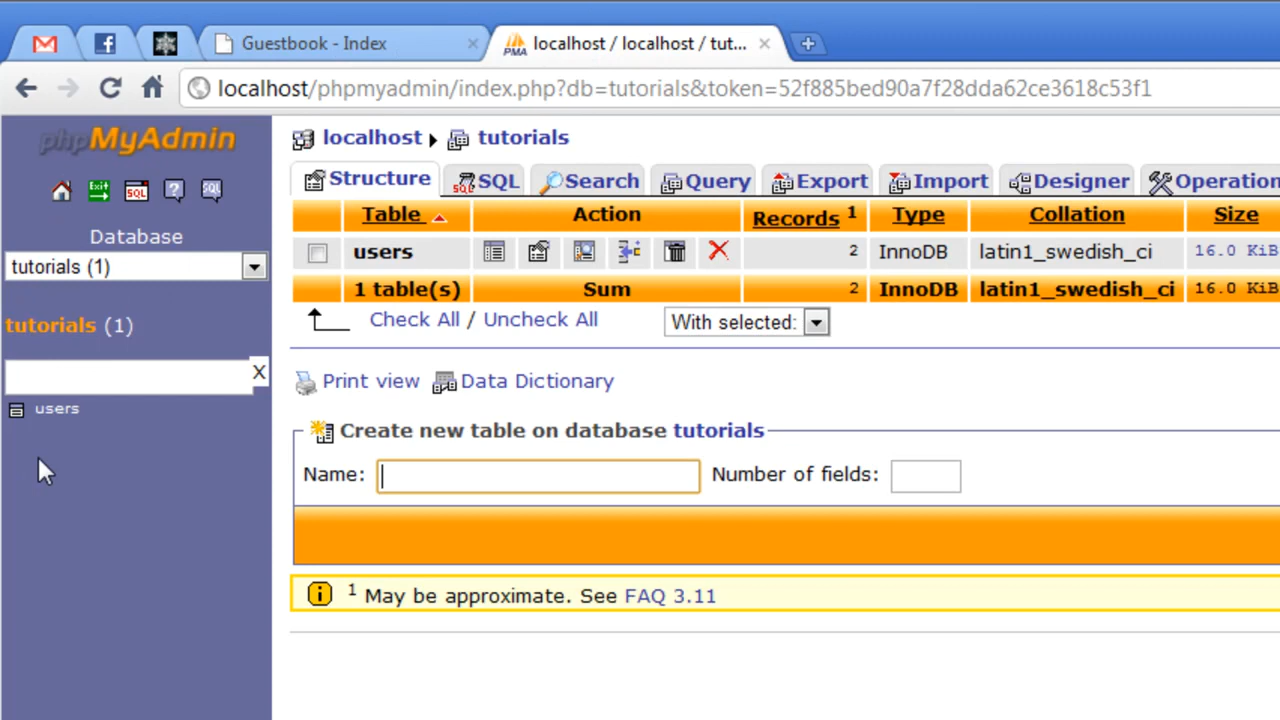 Guestbook - Index
localhost / localhost / tut...
localhost/phpmyadmin/index.php?db=tutorials&token=52f885bed90a7f28dda62ce3618c53f1
phpMyAdmin
Exit SQL ? SQL
Database
tutorials (1)
tutorials (1)
X
users
localhost tutorials
Structure SQL Search Query Export Import Designer Operation
Table Action Records 1 Type Collation Size
users 2 InnoDB latin1_swedish_ci 16.0 KiB
1 table(s) Sum 2 InnoDB latin1_swedish_ci 16.0 KiB
Check All / Uncheck All With selected:
Print view Data Dictionary
Create new table on database tutorials
Name: Number of fields:
1 May be approximate. See FAQ 3.11